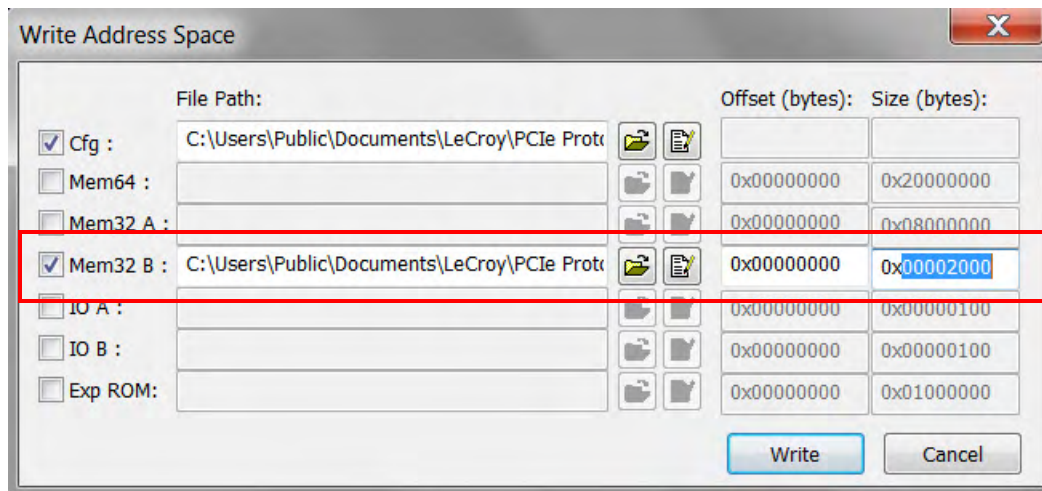 Write Address Space
File Path: Offset (bytes): Size (bytes):
Cfg : C:\Users\Public\Documents\LeCroy\PCIe Proto
Mem64 : 0x00000000 0x20000000
Mem32 A : 0x00000000 0x08000000
Mem32 B : C:\Users\Public\Documents\LeCroy\PCIe Proto 0x00000000 0x00002000
IO A : 0x00000000 0x00000100
IO B : 0x00000000 0x00000100
Exp ROM: 0x00000000 0x01000000
Write Cancel